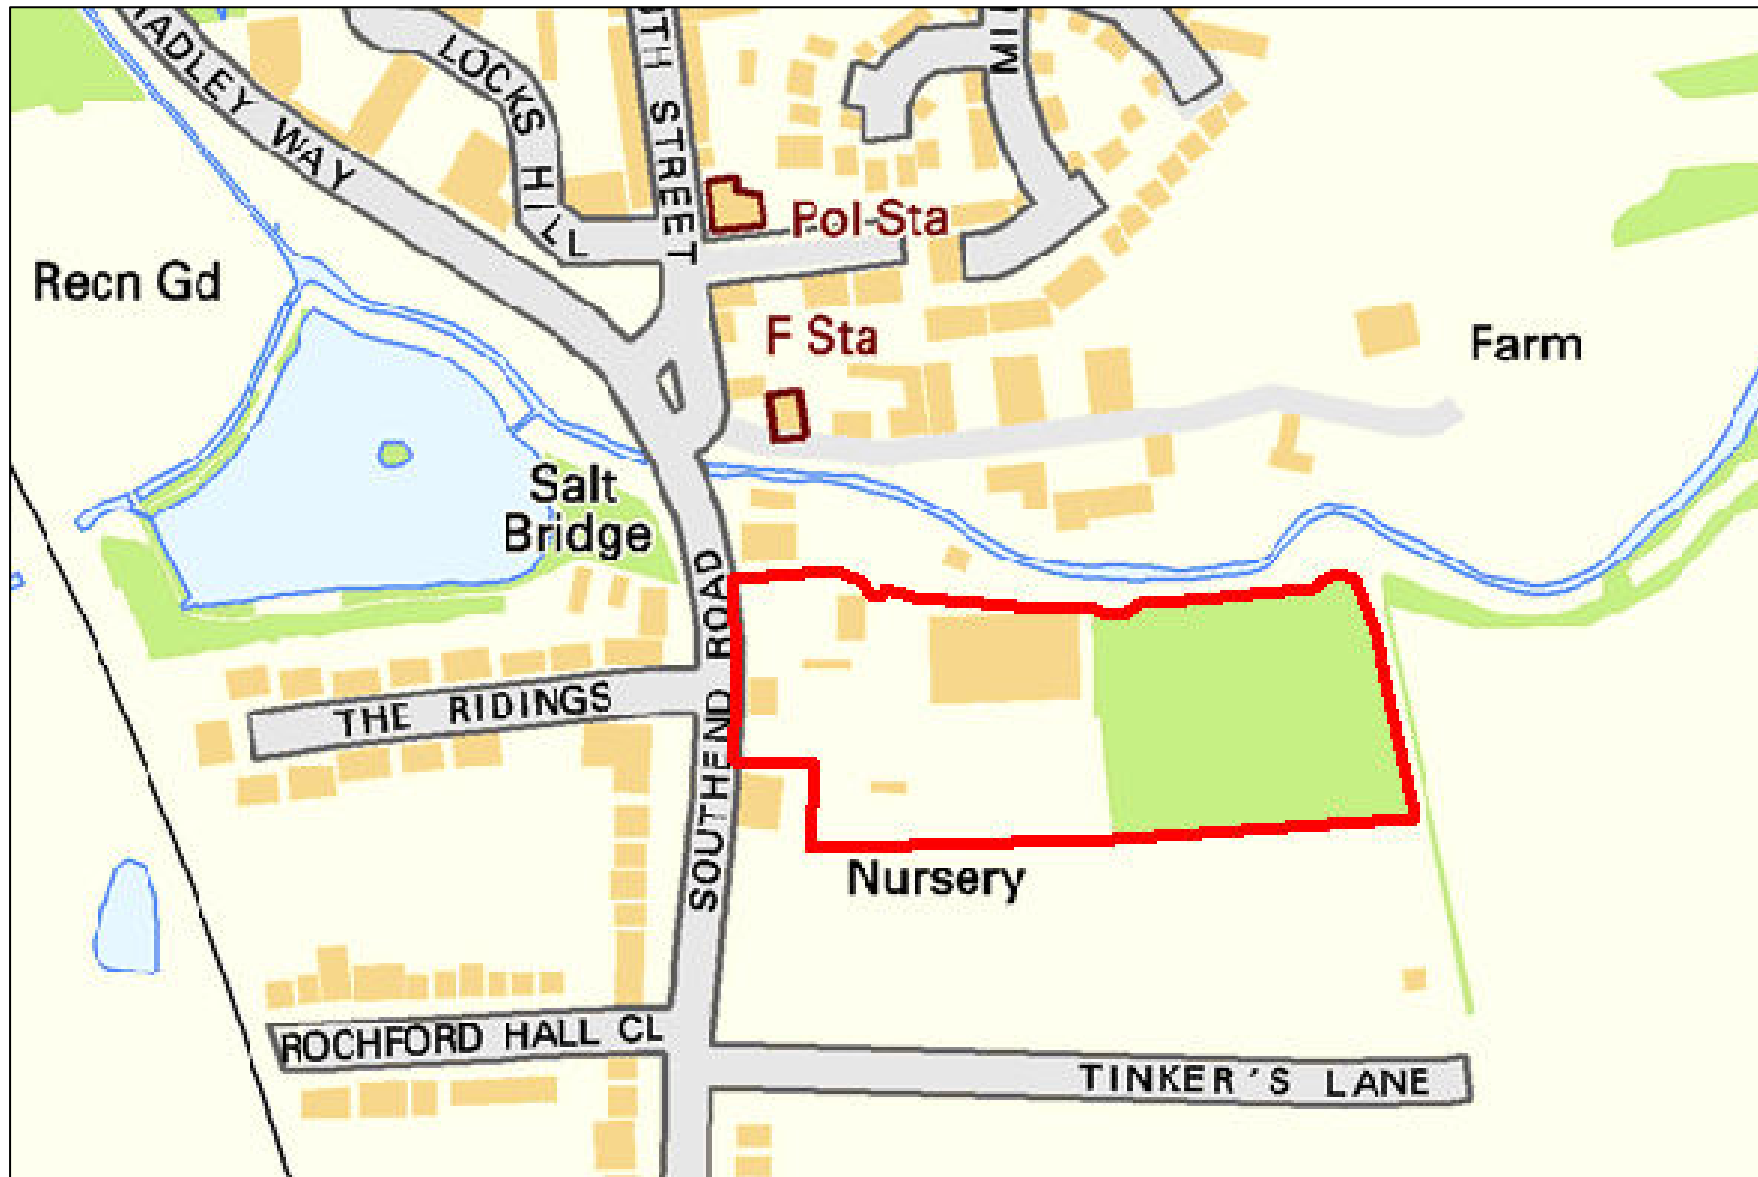 ADLEY WAY
LOCKS HILL
UTH STREET
Pol Sta
Recn Gd
F Sta
Farm
Salt
Bridge
SOUTHEND ROAD
THE RIDINGS
Nursery
ROCHFORD HALL CL
TINKER'S LANE